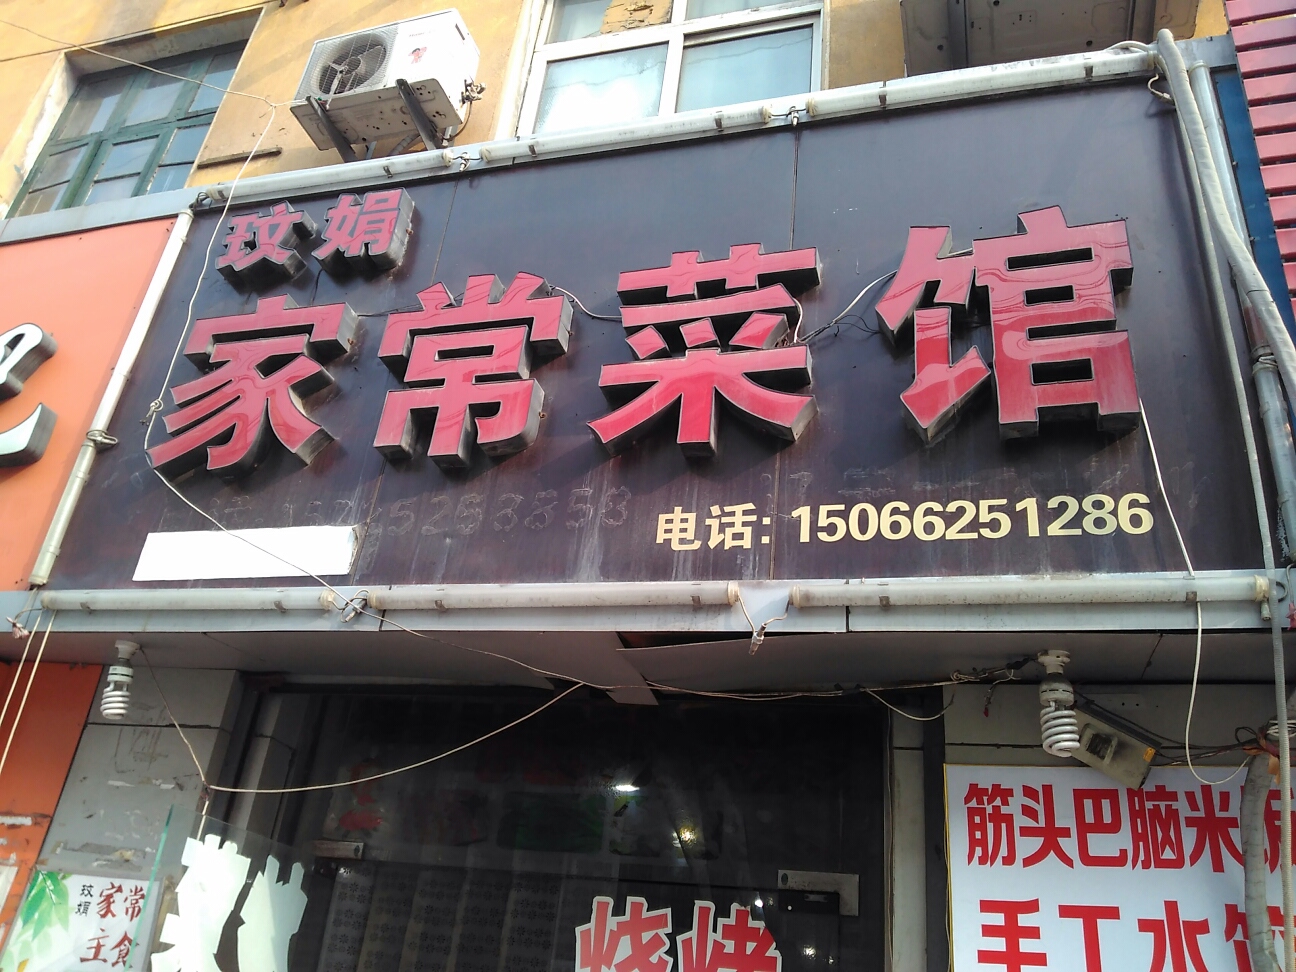 玟娟
家常菜馆
电话: 15066251286
筋头巴脑米
手工水饺
玟娟
家常
主食
烧烤